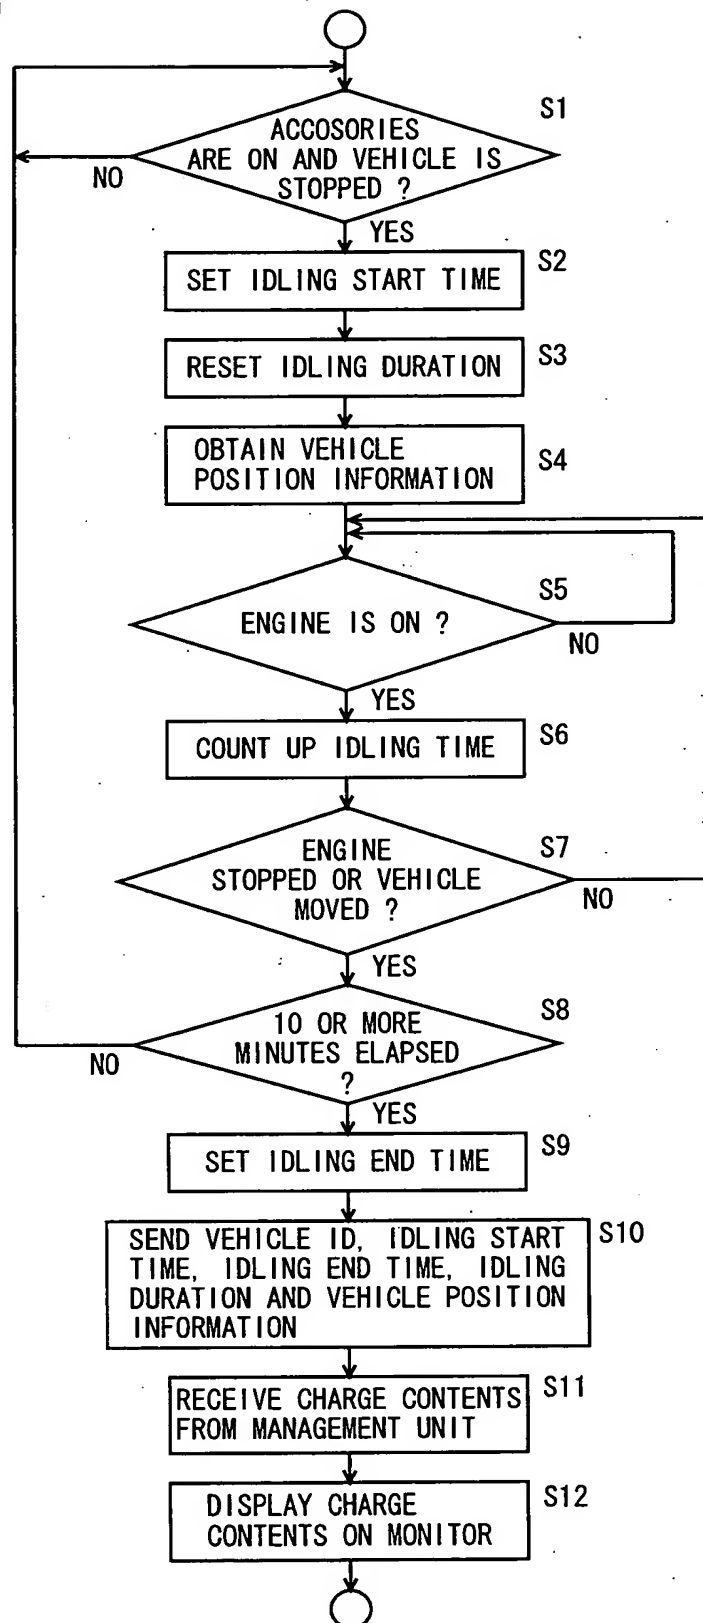 S1
ACCOSORIES
ARE ON AND VEHICLE IS
STOPPED ?
NO
YES
S2
SET IDLING START TIME
S3
RESET IDLING DURATION
S4
OBTAIN VEHICLE
POSITION INFORMATION
S5
ENGINE IS ON ?
NO
YES
S6
COUNT UP IDLING TIME
S7
ENGINE
STOPPED OR VEHICLE
MOVED ?
NO
YES
S8
10 OR MORE
MINUTES ELAPSED
?
NO
YES
S9
SET IDLING END TIME
S10
SEND VEHICLE ID, IDLING START
TIME, IDLING END TIME, IDLING
DURATION AND VEHICLE POSITION
INFORMATION
S11
RECEIVE CHARGE CONTENTS
FROM MANAGEMENT UNIT
S12
DISPLAY CHARGE
CONTENTS ON MONITOR